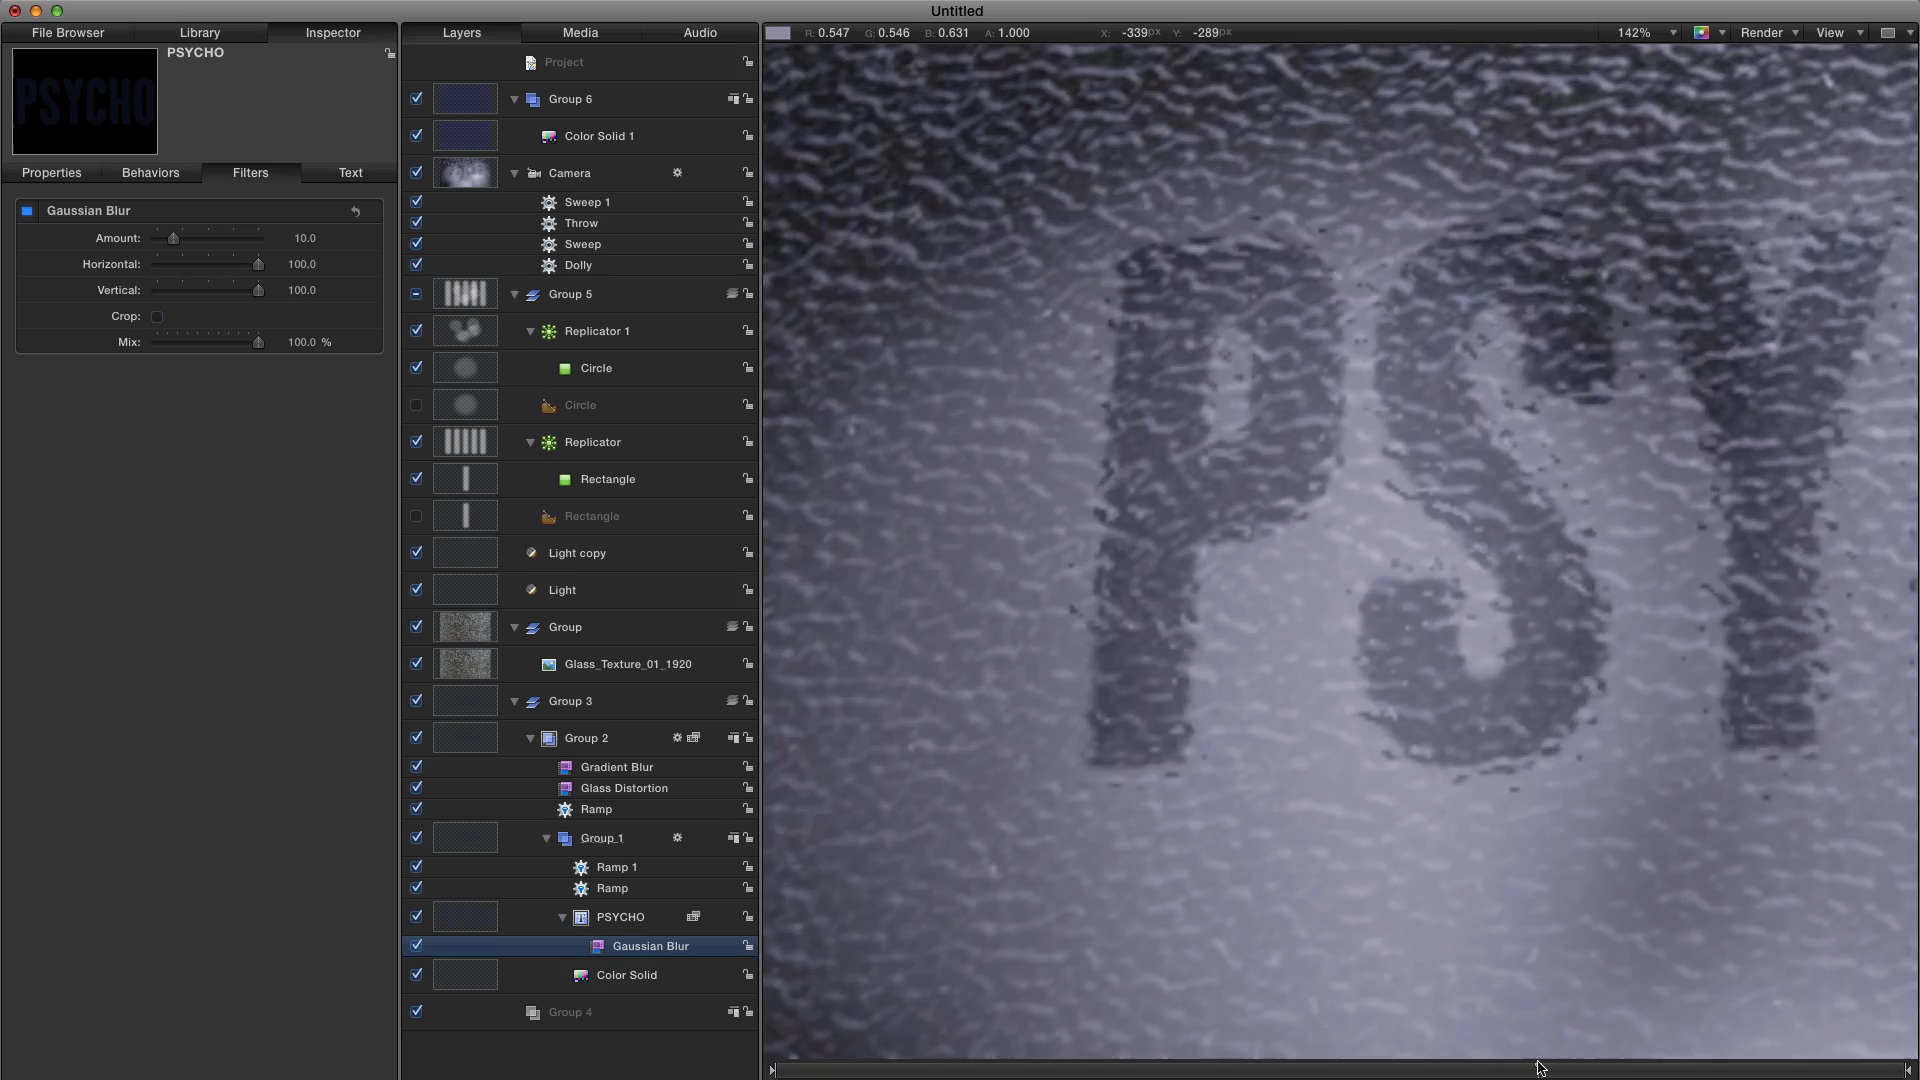 Untitled
File Browser
Library
Inspector
PSYCHO
PSYCHO
Properties
Behaviors
Filters
Text
Gaussian Blur
Amount: 10.0
Horizontal: 100.0
Vertical: 100.0
Crop:
Mix: 100.0 %
Layers
Media
Audio
Project
Group 6
Color Solid 1
Camera
Sweep 1
Throw
Sweep
Dolly
Group 5
Replicator 1
Circle
Circle
Replicator
Rectangle
Rectangle
Light copy
Light
Group
Glass_Texture_01_1920
Group 3
Group 2
Gradient Blur
Glass Distortion
Ramp
Group 1
Ramp 1
Ramp
PSYCHO
Gaussian Blur
Color Solid
Group 4
R: 0.547 G: 0.546 B: 0.631 A: 1.000 X: -339px Y: -289px
142%
Render
View
PSY